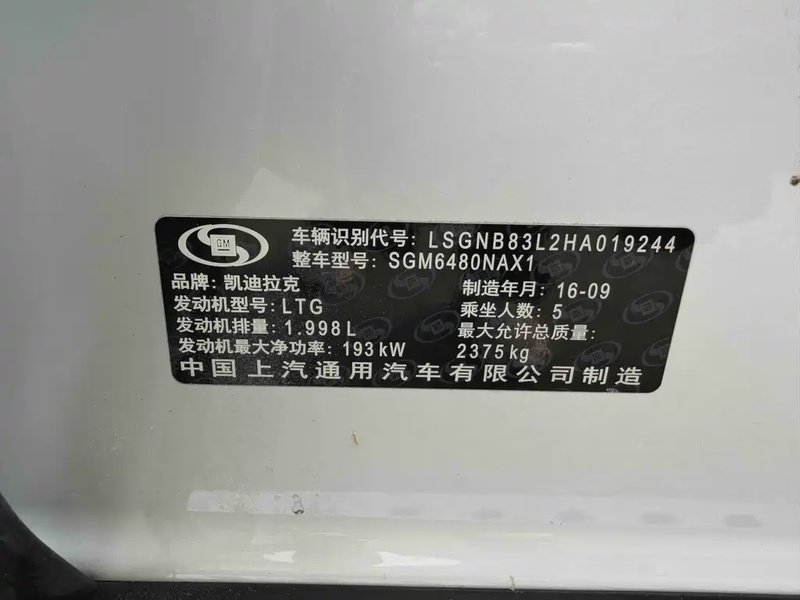 GM
车辆识别代号: LSGNB83L2HA019244
整车型号: SGM6480NAX1
品牌: 凯迪拉克
制造年月: 16-09
发动机型号: LTG
乘坐人数: 5
发动机排量: 1.998L
最大允许总质量:
发动机最大净功率: 193kW
2375kg
中国上汽通用汽车有限公司制造